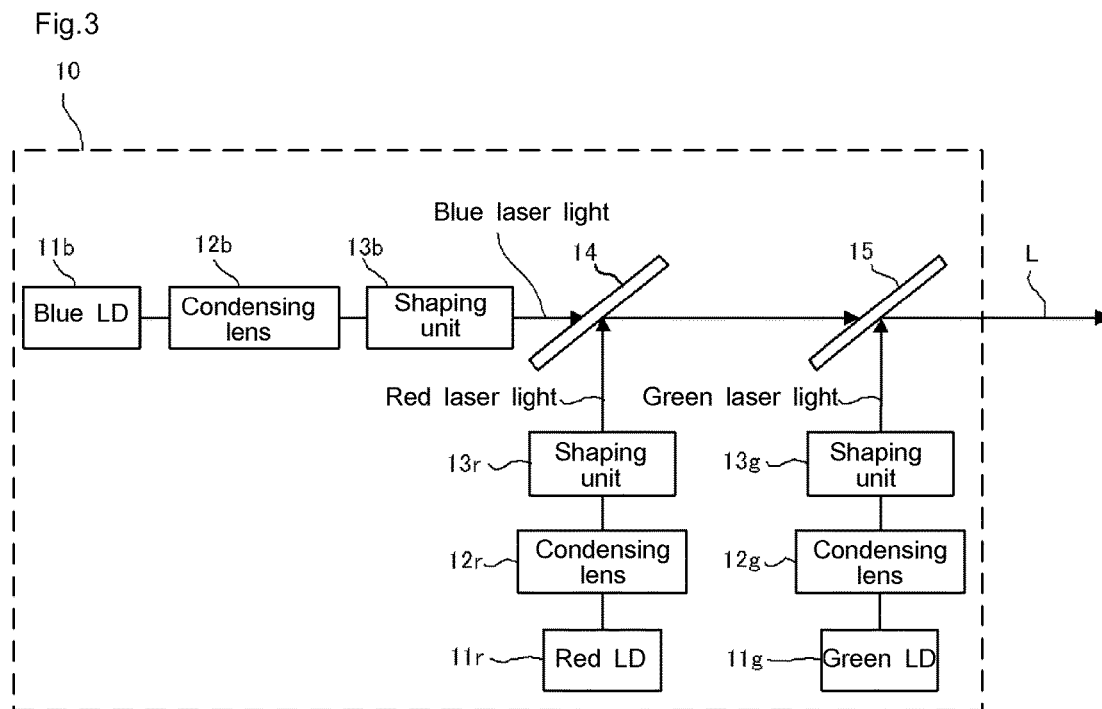 Fig.3
10
Blue laser light
11b
12b
13b
14
15
L
Blue LD
Condensing
lens
Shaping
unit
Red laser light
Green laser light
13r
Shaping
unit
13g
Shaping
unit
12r
Condensing
lens
12g
Condensing
lens
11r
Red LD
11g
Green LD